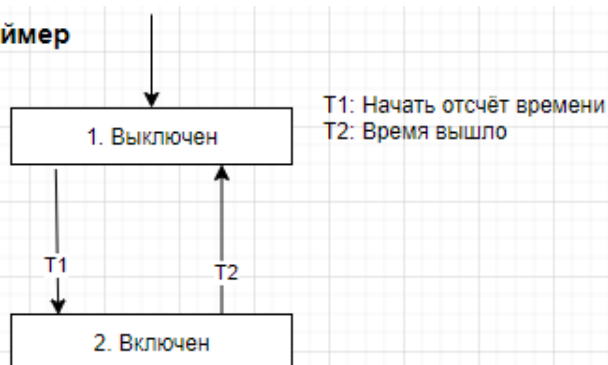 ймер
T1: Начать отсчёт времени
T2: Время вышло
1. Выключен
T1
T2
2. Включен